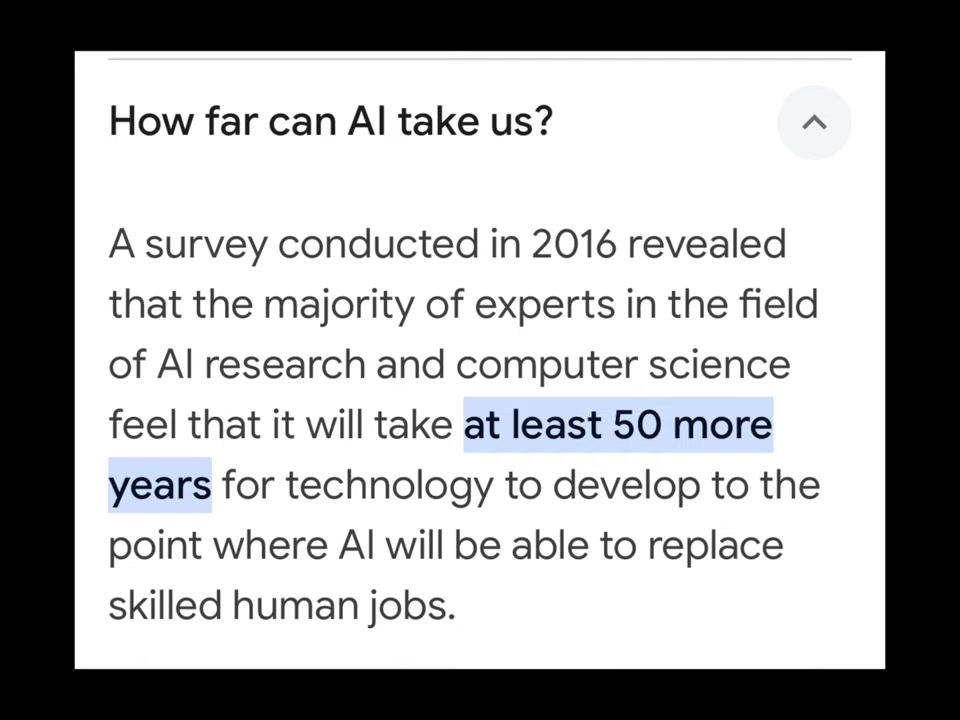 How far can AI take us?
A survey conducted in 2016 revealed
that the majority of experts in the field
of AI research and computer science
feel that it will take at least 50 more
years for technology to develop to the
point where AI will be able to replace
skilled human jobs.